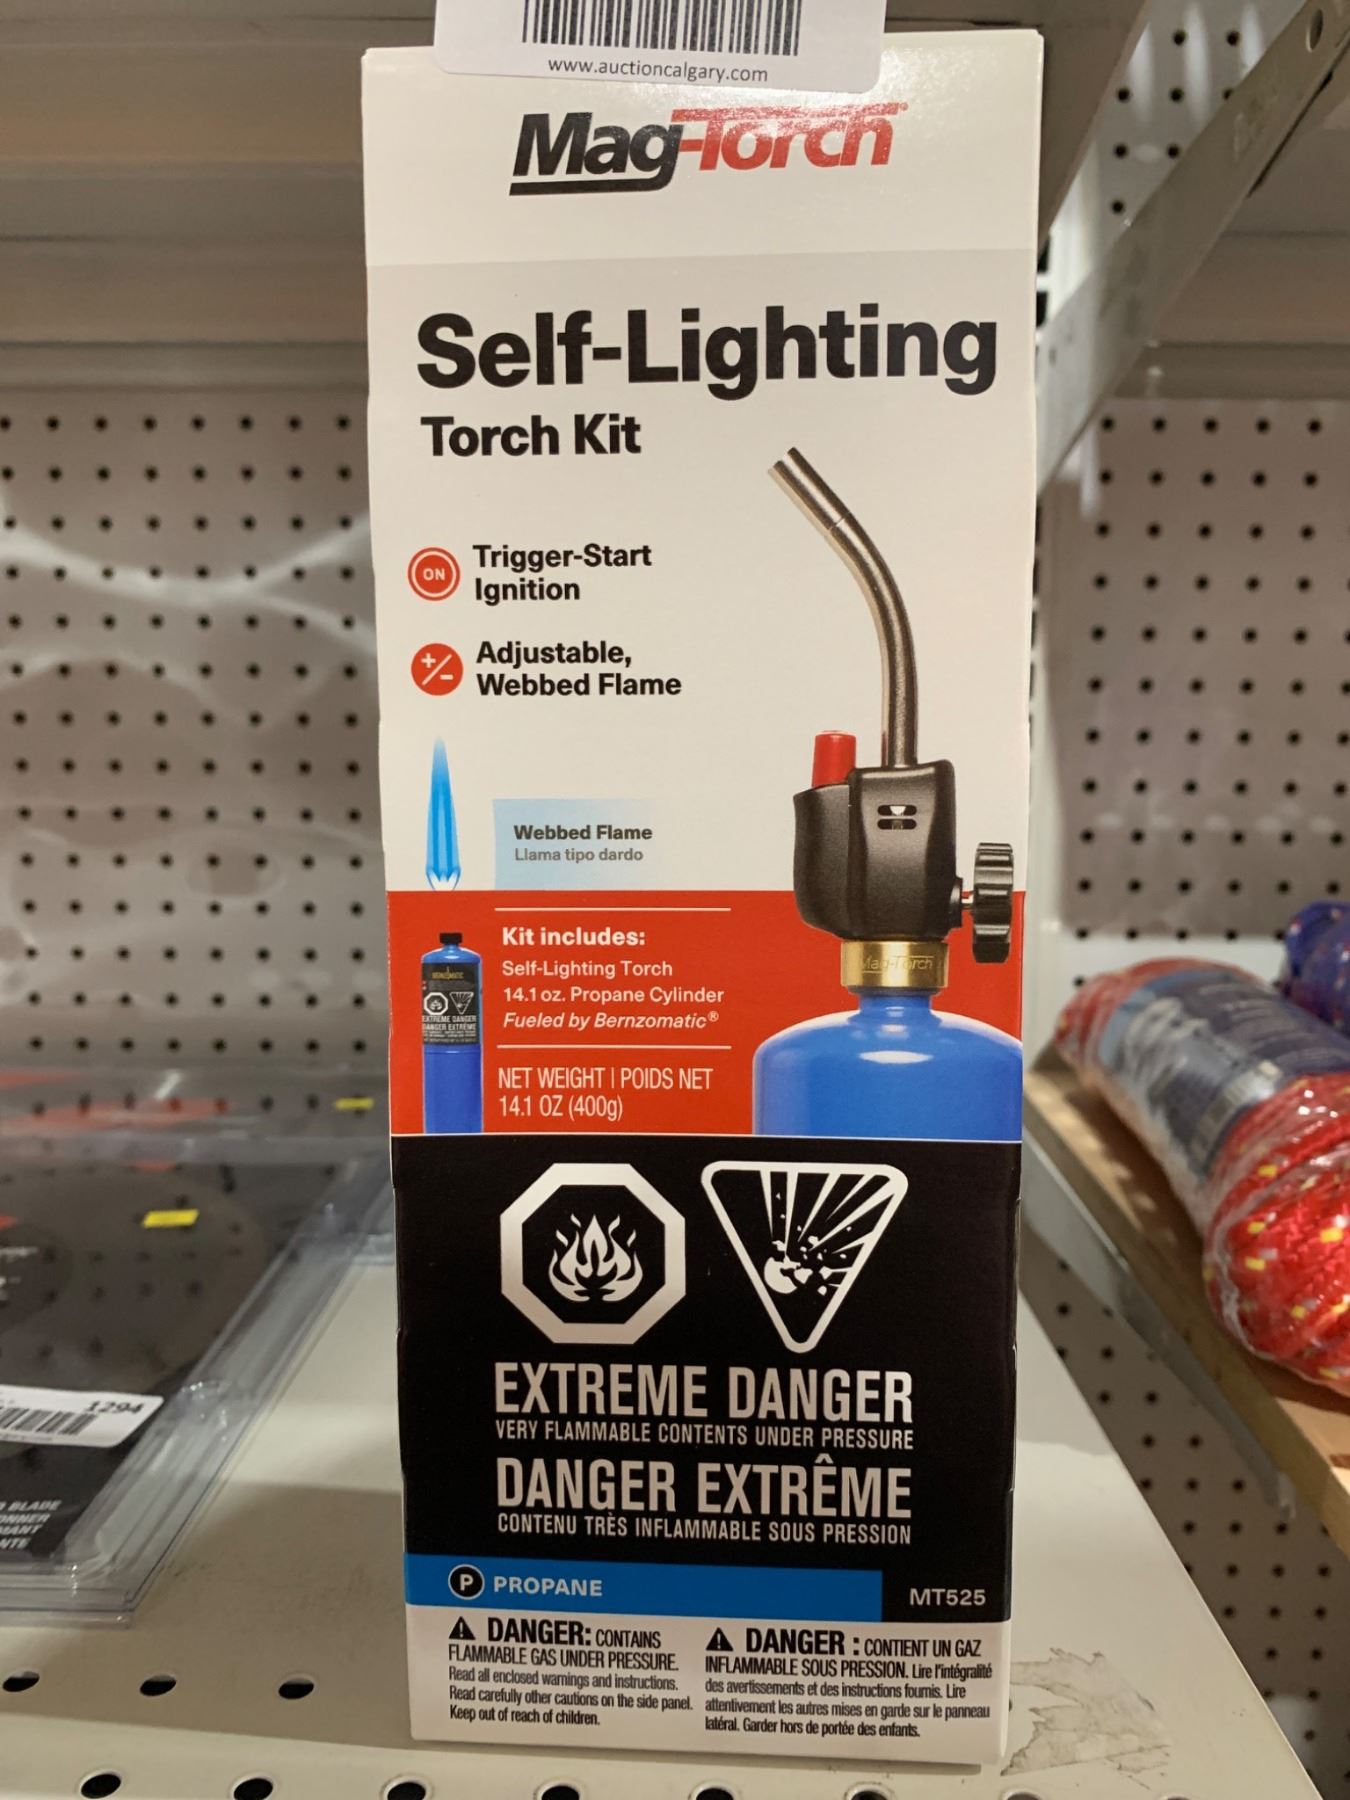 www.auctioncalgary.com
Mag-Torch
Self-Lighting
Torch Kit
ON
Trigger-Start
Ignition
+/-
Adjustable,
Webbed Flame
Webbed Flame
Llama tipo dardo
Mag-Torch
Kit includes:
Self-Lighting Torch
14.1 oz. Propane Cylinder
Fueled by Bernzomatic®
NET WEIGHT | POIDS NET
14.1 OZ (400g)
EXTREME DANGER
DANGER EXTRÊME
EXTREME DANGER
VERY FLAMMABLE CONTENTS UNDER PRESSURE
DANGER EXTRÊME
CONTENU TRÈS INFLAMMABLE SOUS PRESSION
P PROPANE
MT525
DANGER: CONTAINS
FLAMMABLE GAS UNDER PRESSURE.
Read all enclosed warnings and instructions.
Read carefully other cautions on the side panel.
Keep out of reach of children.
DANGER : CONTIENT UN GAZ
INFLAMMABLE SOUS PRESSION. Lire l'intégralité
des avertissements et des instructions fournis. Lire
attentivement les autres mises en garde sur le panneau
latéral. Garder hors de portée des enfants.
1294
BLADE